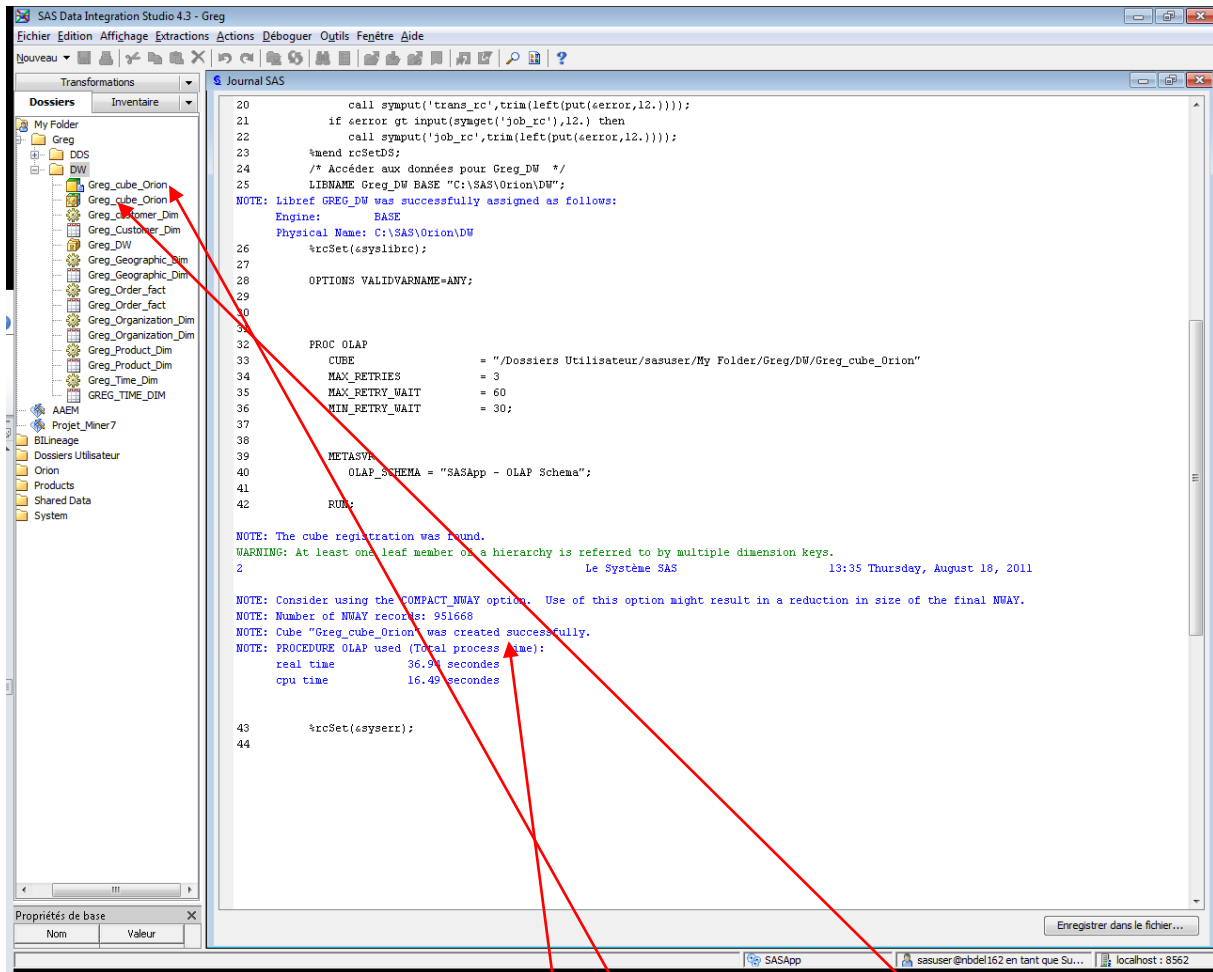 SAS Data Integration Studio 4.3 - Greg
Fichier Edition Affichage Extractions Actions Déboguer Outils Fenêtre Aide
Nouveau
Transformations
Dossiers Inventaire
My Folder
Greg
DDS
DW
Greg_cube_Orion
Greg_cube_Orion
Greg_customer_Dim
Greg_Customer_Dim
Greg_DW
Greg_Geographic_Dim
Greg_Geographic_Dim
Greg_Order_fact
Greg_Order_fact
Greg_Organization_Dim
Greg_Organization_Dim
Greg_Product_Dim
Greg_Product_Dim
Greg_Time_Dim
GREG_TIME_DIM
AAEM
Projet_Miner7
BILineage
Dossiers Utilisateur
Orion
Products
Shared Data
System
Propriétés de base
Nom Valeur
Journal SAS
20 call symput('trans_rc',trim(left(put(&error,12.))));
21 if &error gt input(symget('job_rc'),12.) then
22 call symput('job_rc',trim(left(put(&error,12.))));
23 %mend rcSetDS;
24 /* Accéder aux données pour Greg_DW */
25 LIBNAME Greg_DW BASE "C:\SAS\Orion\DW";
NOTE: Libref GREG_DW was successfully assigned as follows:
Engine: BASE
Physical Name: C:\SAS\Orion\DW
26 %rcSet(&syslibrc);
27
28 OPTIONS VALIDVARNAME=ANY;
29
30
31
32 PROC OLAP
33 CUBE = "/Dossiers Utilisateur/sasuser/My Folder/Greg/DW/Greg_cube_Orion"
34 MAX_RETRIES = 3
35 MAX_RETRY_WAIT = 60
36 MIN_RETRY_WAIT = 30;
37
38
39 METASVR
40 OLAP_SCHEMA = "SASApp - OLAP Schema";
41
42 RUN;
NOTE: The cube registration was found.
WARNING: At least one leaf member of a hierarchy is referred to by multiple dimension keys.
2 Le Système SAS 13:35 Thursday, August 18, 2011
NOTE: Consider using the COMPACT_NWAY option. Use of this option might result in a reduction in size of the final NWAY.
NOTE: Number of NWAY records: 951668
NOTE: Cube "Greg_cube_Orion" was created successfully.
NOTE: PROCEDURE OLAP used (Total process time):
real time 36.94 secondes
cpu time 16.49 secondes
43 %rcSet(&syserr);
44
Enregistrer dans le fichier...
SASApp
sasuser@nbdel162 en tant que Su...
localhost : 8562